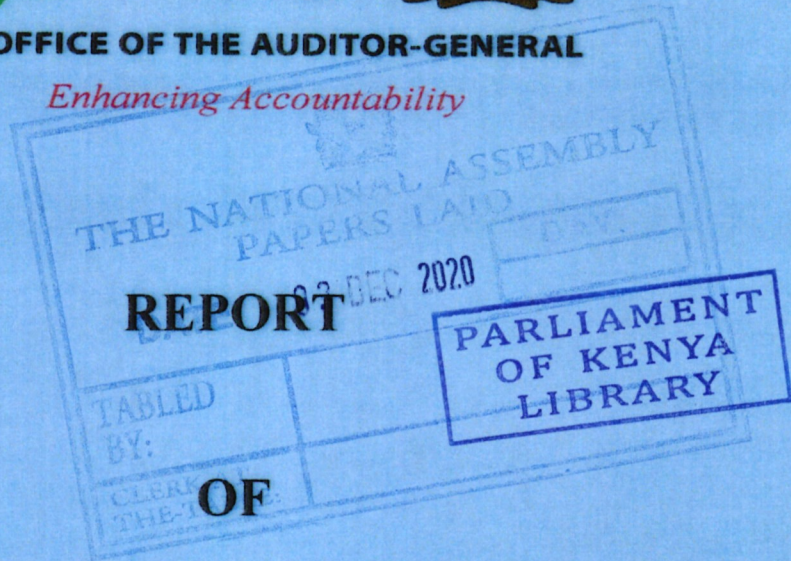 OFFICE OF THE AUDITOR-GENERAL
Enhancing Accountability
THE NATIONAL ASSEMBLY
PAPERS LAID
DAY.
DEC 2020
REPORT
PARLIAMENT
OF KENYA
LIBRARY
TABLED
BY:
OF
CLERK